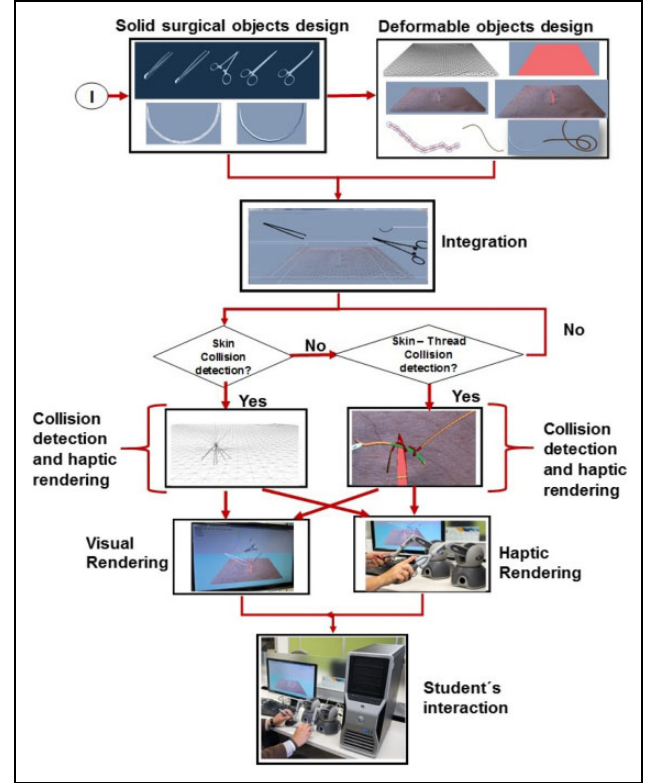 Solid surgical objects design
Deformable objects design
I
Integration
Skin
Collision
detection?
No
Skin – Thread
Collision
detection?
No
Yes
Yes
Collision
detection
and haptic
rendering
Collision
detection
and haptic
rendering
Visual
Rendering
Haptic
Rendering
Student´s
interaction